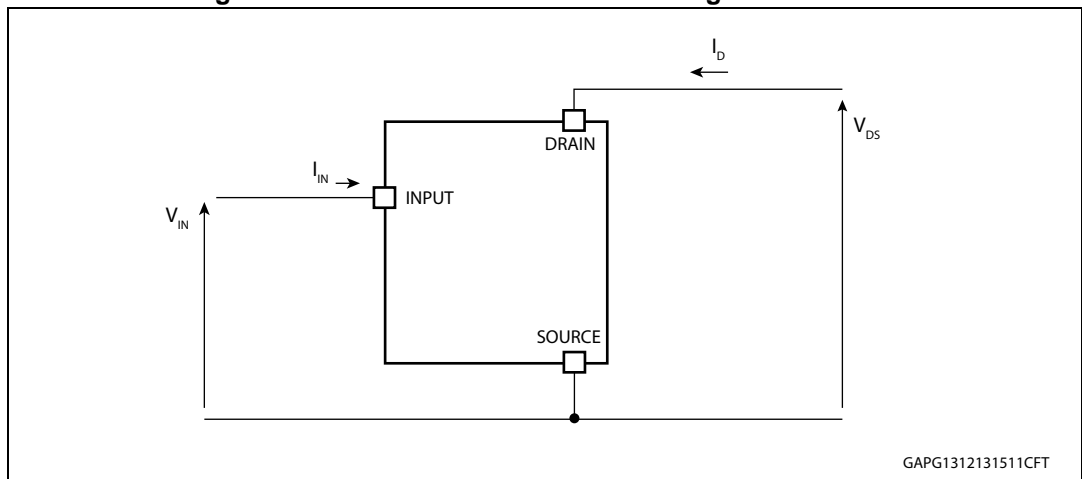 I_D
V_DS
DRAIN
I_IN
INPUT
V_IN
SOURCE
GAPG1312131511CFT